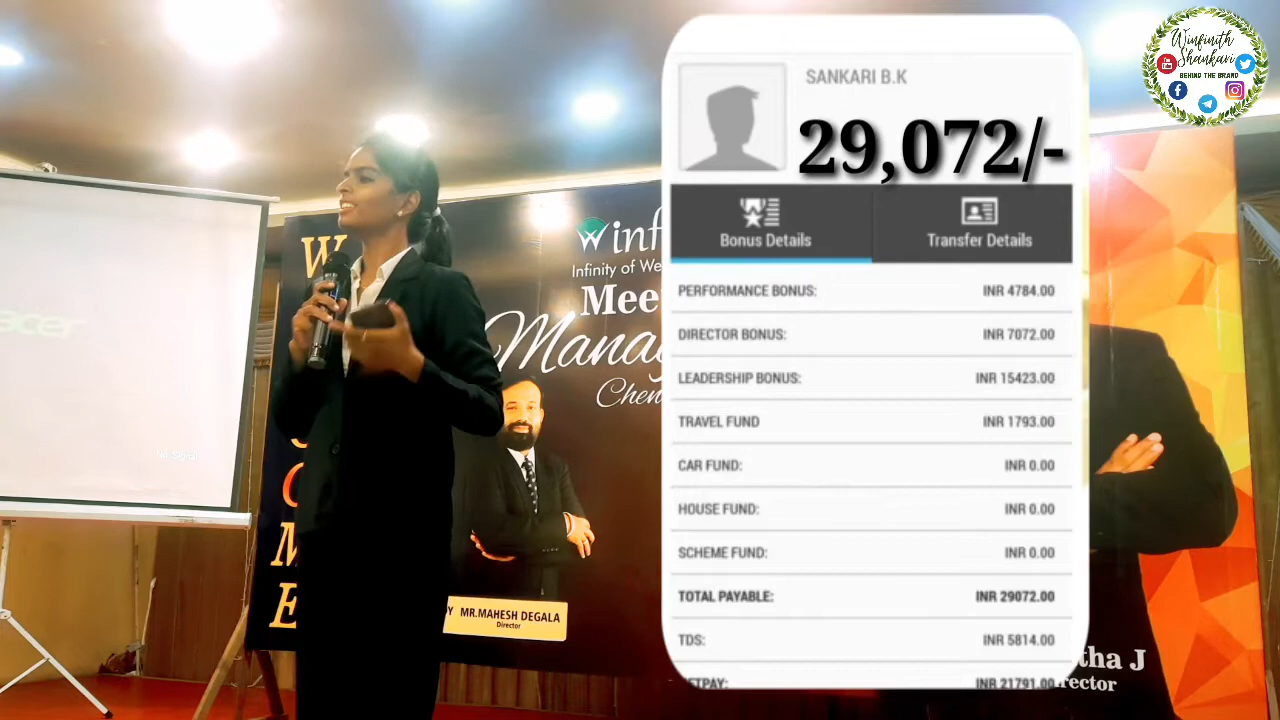 Winfinith
Shankari
BEHIND THE BRAND
SANKARI B.K
29,072/-
Bonus Details
Transfer Details
PERFORMANCE BONUS: INR 4784.00
DIRECTOR BONUS: INR 7072.00
LEADERSHIP BONUS: INR 15423.00
TRAVEL FUND INR 1793.00
CAR FUND: INR 0.00
HOUSE FUND: INR 0.00
SCHEME FUND: INR 0.00
TOTAL PAYABLE: INR 29072.00
TDS: INR 5814.00
NETPAY: INR 21791.00
acer
W
M
E
Winf
Infinity of We
Mee
Manag
Chen
Y MR.MAHESH DEGALA
Director
tha J
rector